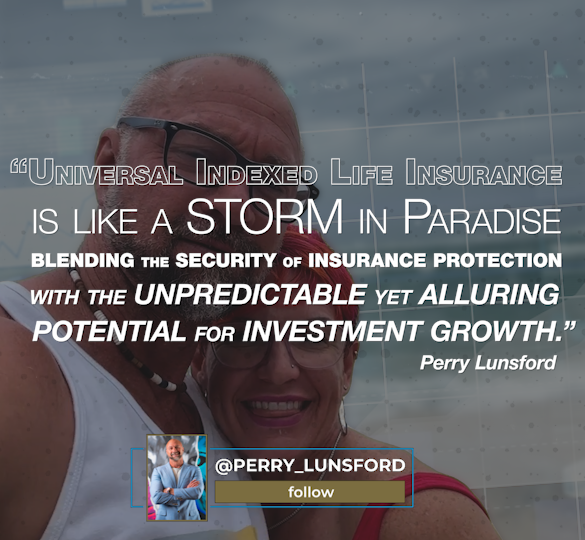 “Universal Indexed Life Insurance
is like a STORM in Paradise
BLENDING THE SECURITY OF INSURANCE PROTECTION
WITH THE UNPREDICTABLE YET ALLURING
POTENTIAL FOR INVESTMENT GROWTH.”
Perry Lunsford
@PERRY_LUNSFORD
follow